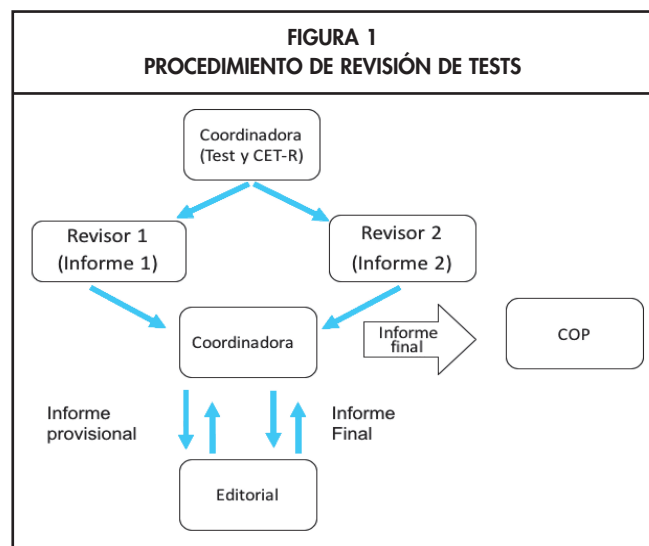 FIGURA 1
PROCEDIMIENTO DE REVISIÓN DE TESTS
Coordinadora
(Test y CET-R)
Revisor 1
(Informe 1)
Revisor 2
(Informe 2)
Coordinadora
Informe
final
COP
Informe
provisional
Informe
Final
Editorial